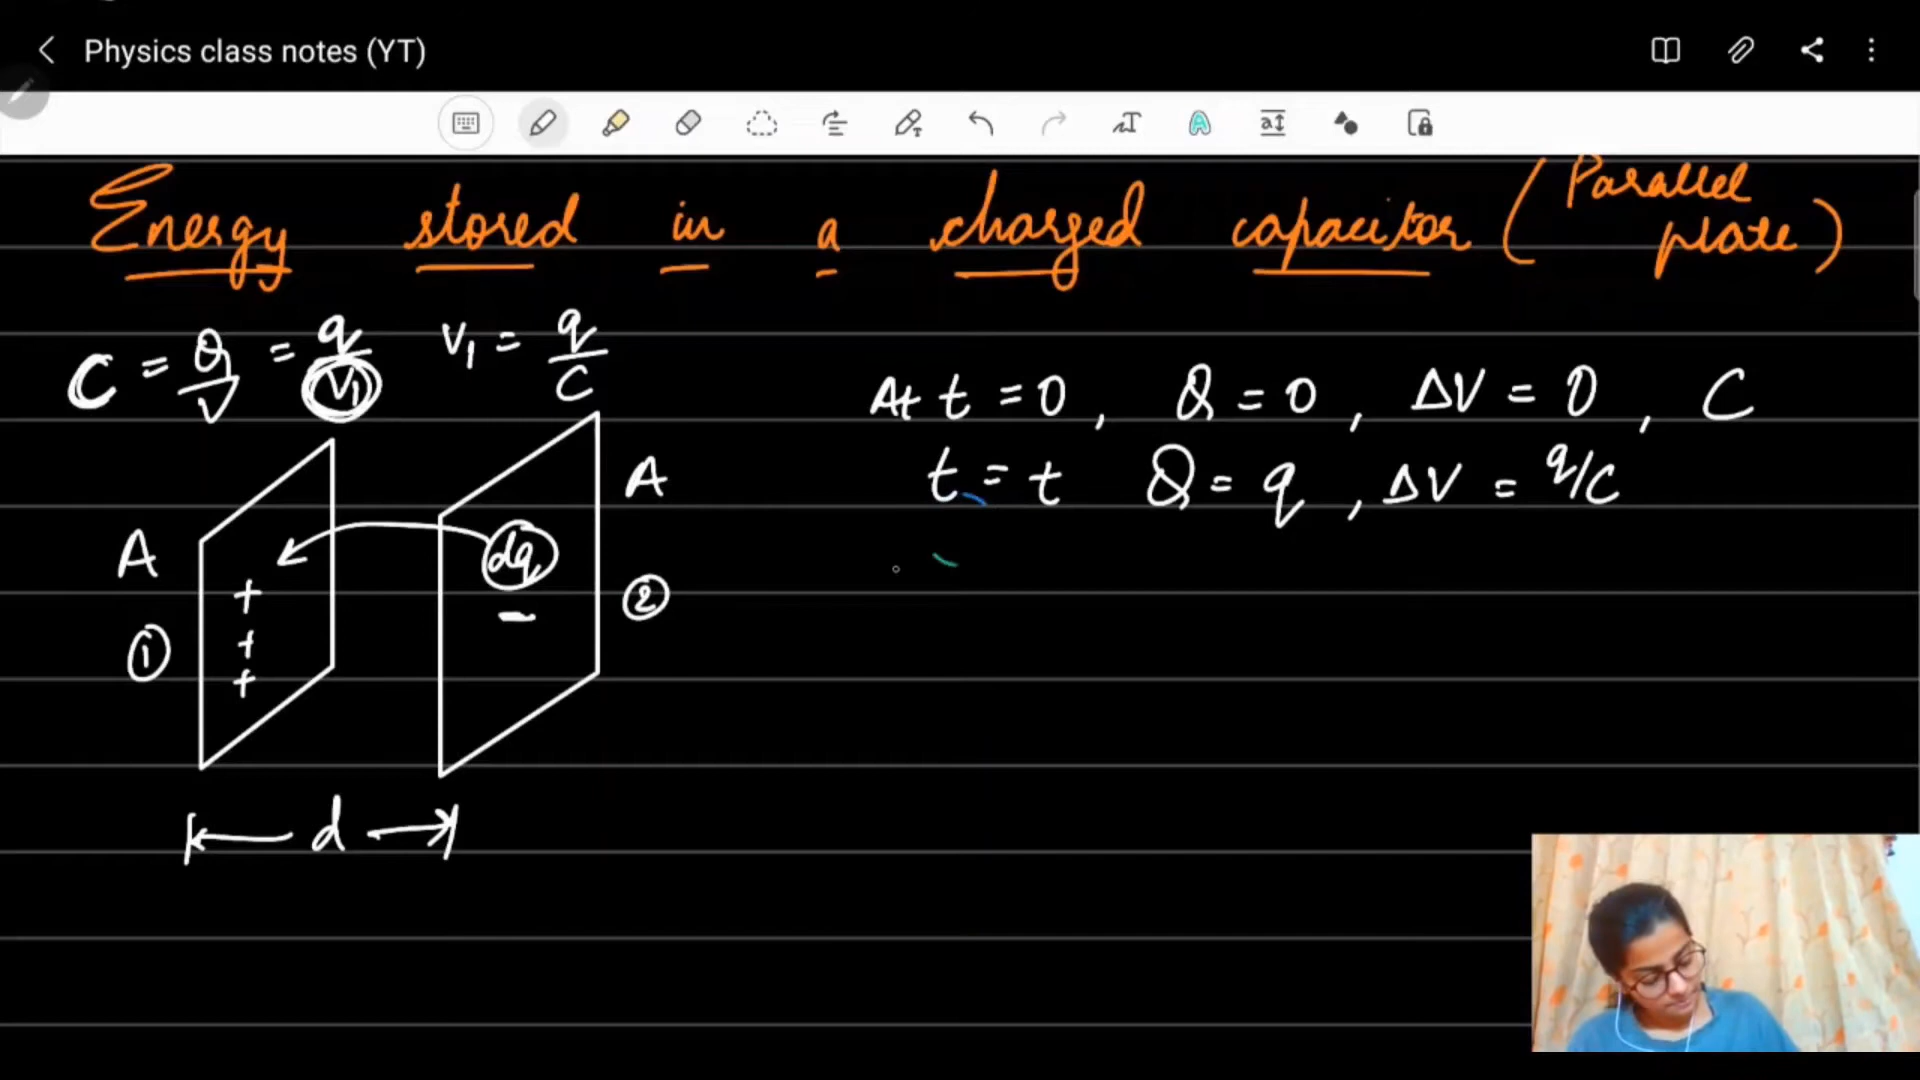 Physics class notes (YT)
Energy stored in a charged capacitor (Parallel plate)
C = Q/V = q/V₁ V₁ = q/C
At t = 0, Q = 0, ΔV = 0, C
t = t Q = q, ΔV = q/C
A
dq
A
+
−
②
①
+
+
d